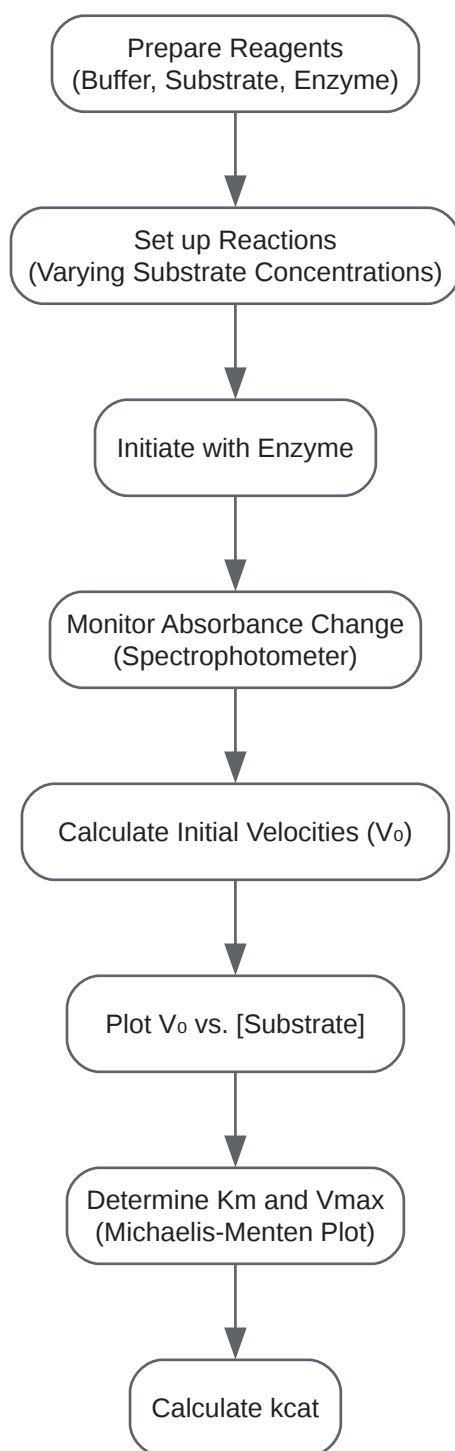 Prepare Reagents
(Buffer, Substrate, Enzyme)
Set up Reactions
(Varying Substrate Concentrations)
Initiate with Enzyme
Monitor Absorbance Change
(Spectrophotometer)
Calculate Initial Velocities (V₀)
Plot V₀ vs. [Substrate]
Determine Km and Vmax
(Michaelis-Menten Plot)
Calculate kcat